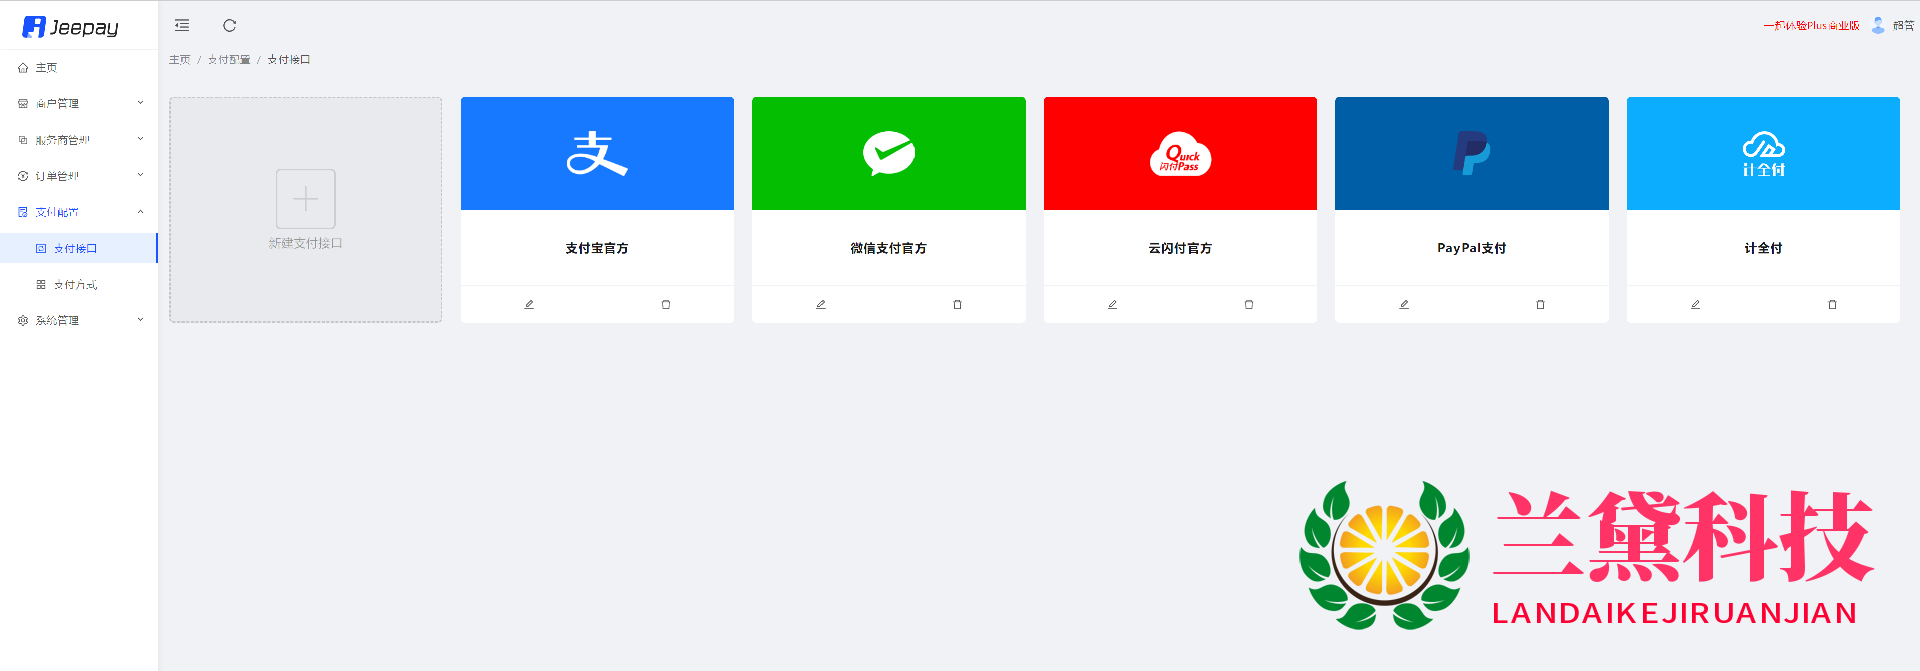 Jeepay
一起体验Plus商业版
超管
主页 / 支付配置 / 支付接口
主页
商户管理
服务商管理
订单管理
支付配置
支付接口
支付方式
系统管理
新建支付接口
支
支付宝官方
微信支付官方
Quick
闪付Pass
云闪付官方
PayPal支付
计全付
计全付
兰黛科技
LANDAIKEJIRUANJIAN